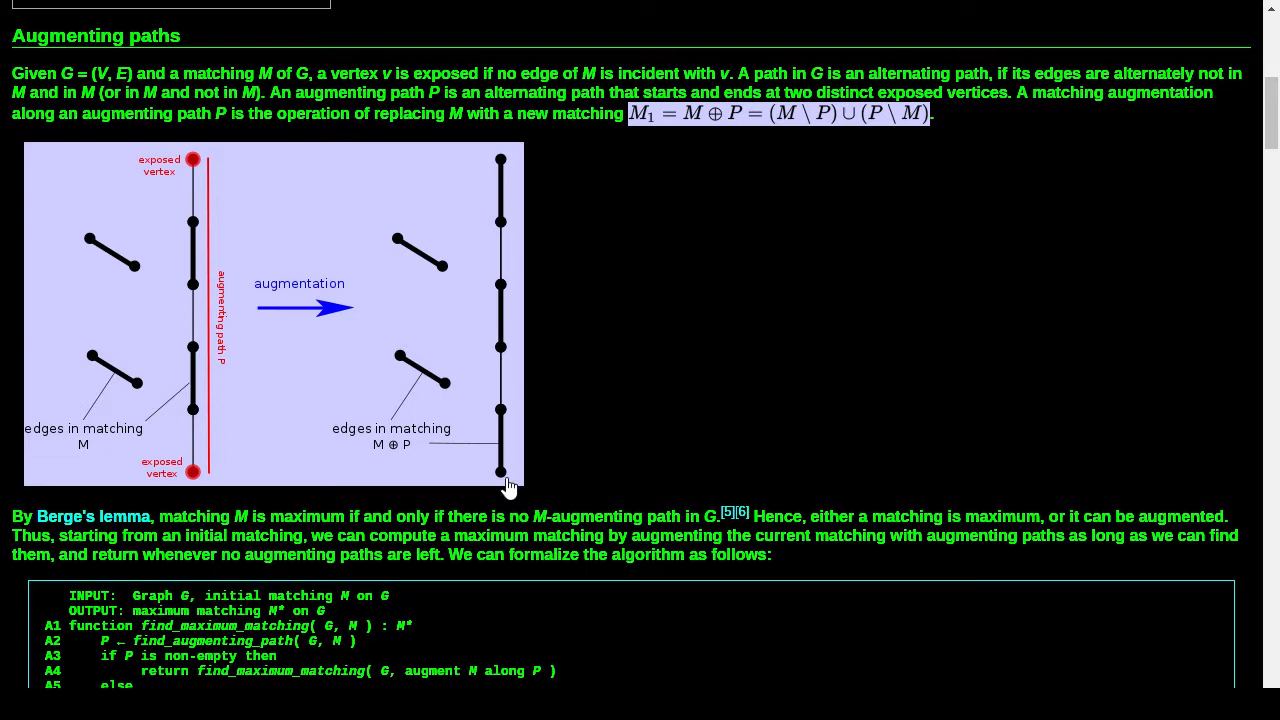 Augmenting paths
Given G = (V, E) and a matching M of G, a vertex v is exposed if no edge of M is incident with v. A path in G is an alternating path, if its edges are alternately not in
M and in M (or in M and not in M). An augmenting path P is an alternating path that starts and ends at two distinct exposed vertices. A matching augmentation
along an augmenting path P is the operation of replacing M with a new matching M₁ = M ⊕ P = (M \ P) ∪ (P \ M).
exposed
vertex
augmenting path P
augmentation
edges in matching
M
exposed
vertex
edges in matching
M ⊕ P
By Berge's lemma, matching M is maximum if and only if there is no M-augmenting path in G.[5][6] Hence, either a matching is maximum, or it can be augmented.
Thus, starting from an initial matching, we can compute a maximum matching by augmenting the current matching with augmenting paths as long as we can find
them, and return whenever no augmenting paths are left. We can formalize the algorithm as follows:
INPUT: Graph G, initial matching M on G
OUTPUT: maximum matching M* on G
A1 function find_maximum_matching( G, M ) : M*
A2 P ← find_augmenting_path( G, M )
A3 if P is non-empty then
A4 return find_maximum_matching( G, augment M along P )
A5 else